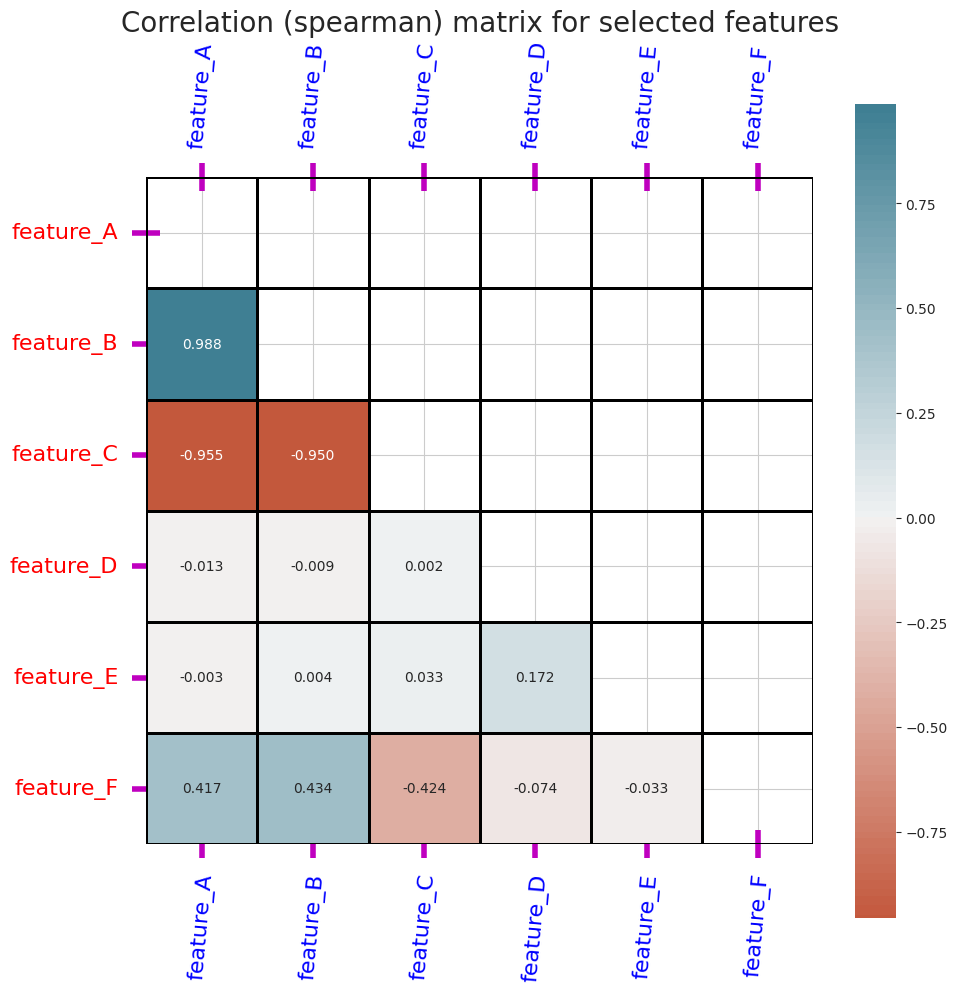 Correlation (spearman) matrix for selected features
feature_A feature_B feature_C feature_D feature_E feature_F
feature_A
feature_B 0.988
feature_C -0.955 -0.950
feature_D -0.013 -0.009 0.002
feature_E -0.003 0.004 0.033 0.172
feature_F 0.417 0.434 -0.424 -0.074 -0.033
feature_A feature_B feature_C feature_D feature_E feature_F
0.75
0.50
0.25
0.00
−0.25
−0.50
−0.75